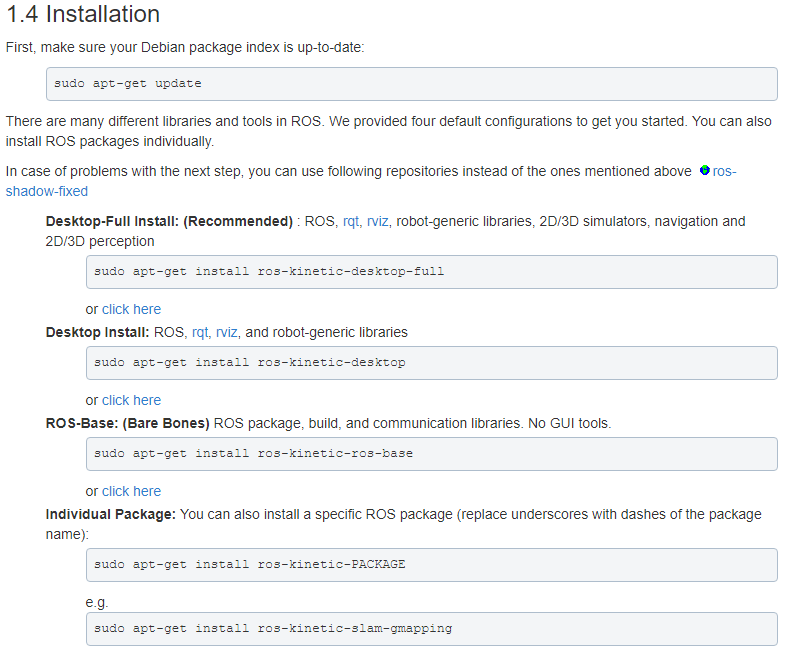 1.4 Installation
First, make sure your Debian package index is up-to-date:
sudo apt-get update
There are many different libraries and tools in ROS. We provided four default configurations to get you started. You can also
install ROS packages individually.
In case of problems with the next step, you can use following repositories instead of the ones mentioned above ros-
shadow-fixed
Desktop-Full Install: (Recommended) : ROS, rqt, rviz, robot-generic libraries, 2D/3D simulators, navigation and
2D/3D perception
sudo apt-get install ros-kinetic-desktop-full
or click here
Desktop Install: ROS, rqt, rviz, and robot-generic libraries
sudo apt-get install ros-kinetic-desktop
or click here
ROS-Base: (Bare Bones) ROS package, build, and communication libraries. No GUI tools.
sudo apt-get install ros-kinetic-ros-base
or click here
Individual Package: You can also install a specific ROS package (replace underscores with dashes of the package
name):
sudo apt-get install ros-kinetic-PACKAGE
e.g.
sudo apt-get install ros-kinetic-slam-gmapping